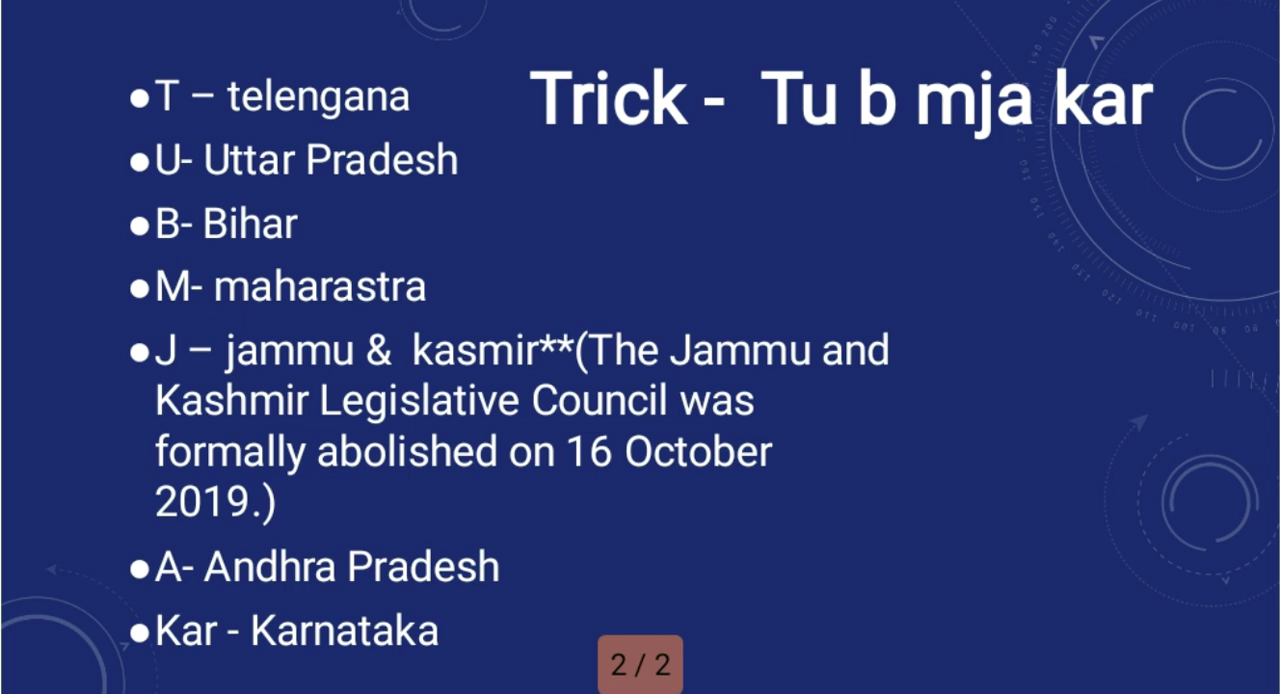 Trick - Tu b mja kar
●T – telengana
●U- Uttar Pradesh
●B- Bihar
●M- maharastra
●J – jammu & kasmir**(The Jammu and
Kashmir Legislative Council was
formally abolished on 16 October
2019.)
●A- Andhra Pradesh
●Kar - Karnataka
2 / 2